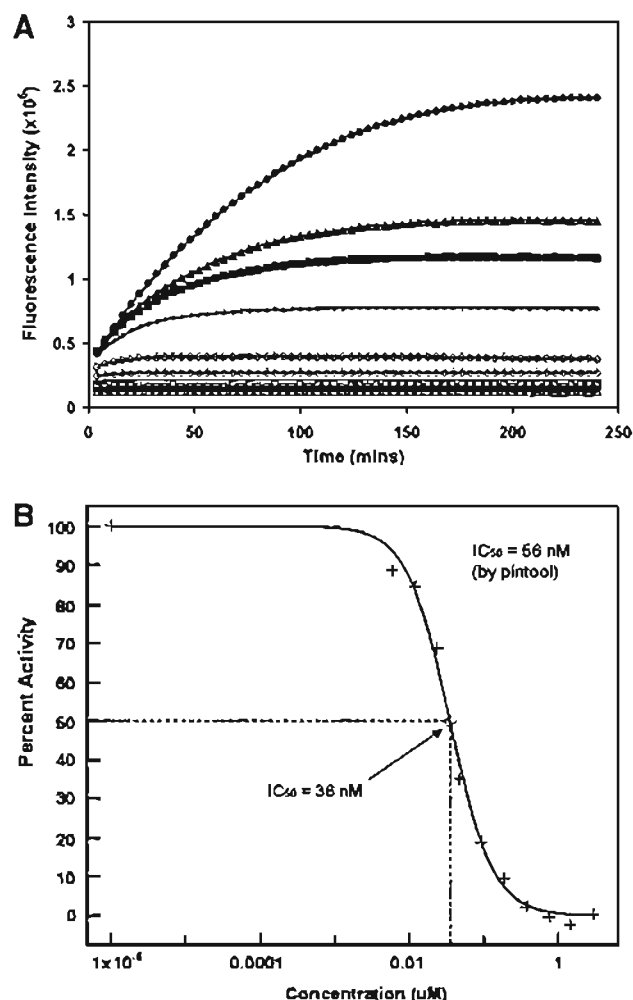 A
Fluorescence Intensity (x10⁶)
3
2.5
2
1.5
1
0.5
0
0 50 100 150 200 250
Time (mins)
B
Percent Activity
100
90
80
70
60
50
40
30
20
10
0
IC₅₀ = 56 nM
(by pintool)
IC₅₀ = 36 nM
1x10⁻⁶ 0.0001 0.01 1
Concentration (uM)